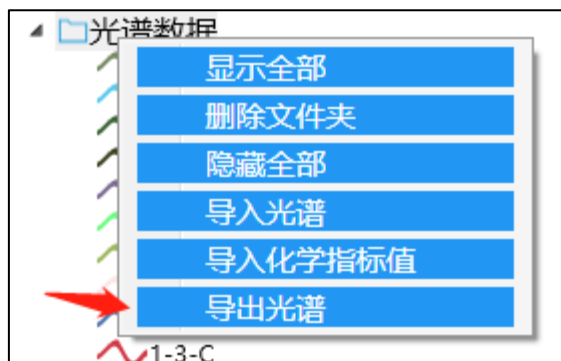 光谱数据
显示全部
删除文件夹
隐藏全部
导入光谱
导入化学指标值
导出光谱
1-3-C